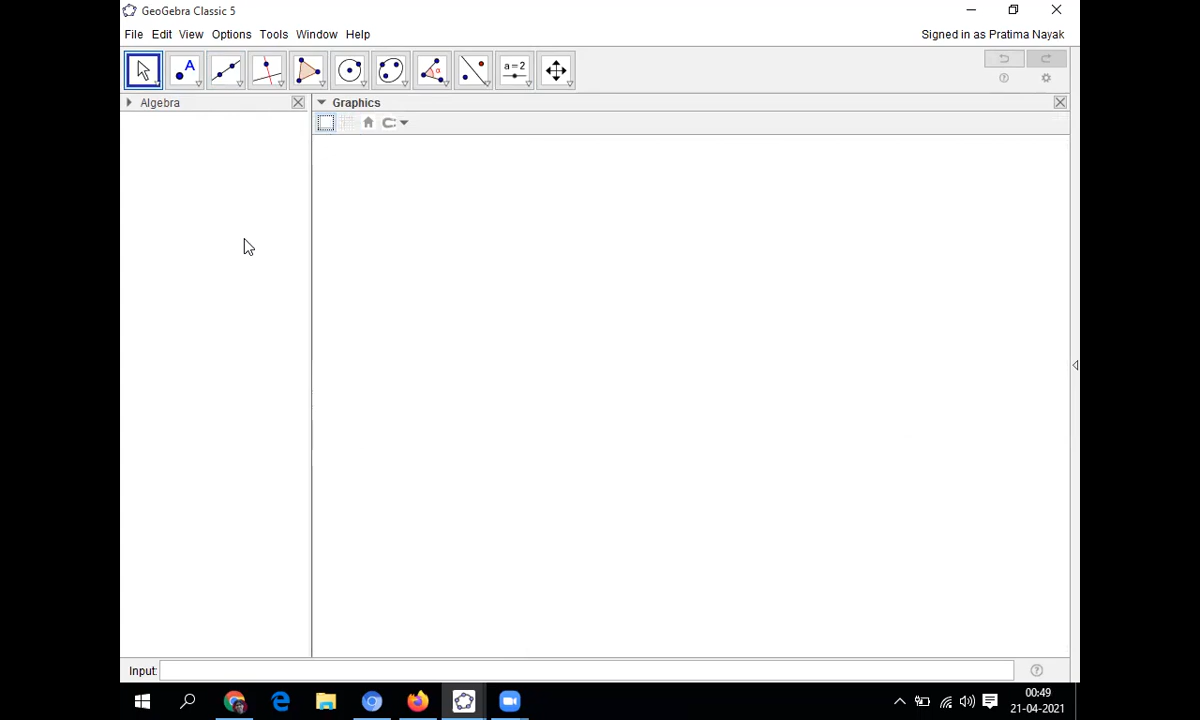 GeoGebra Classic 5
File Edit View Options Tools Window Help
Signed in as Pratima Nayak
A
α
a = 2
Algebra
Graphics
Input:
00:49
21-04-2021